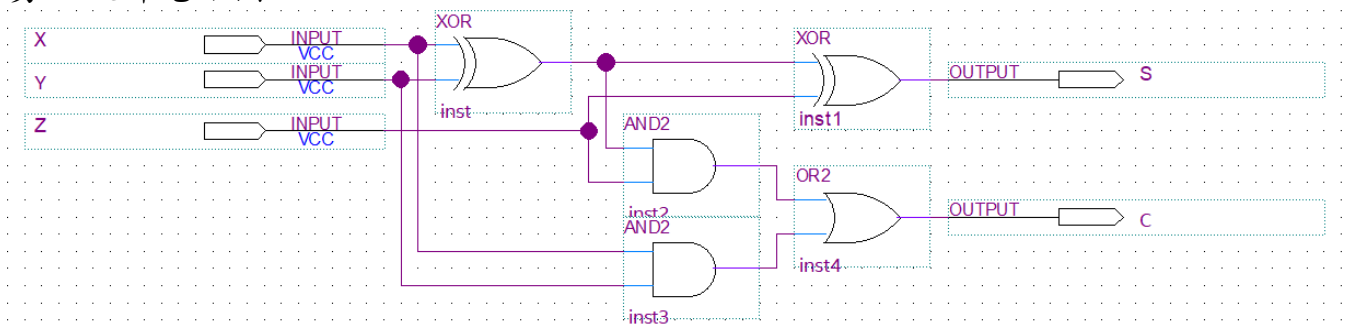 XOR
XOR
X
INPUT
VCC
Y
INPUT
VCC
OUTPUT
S
inst
inst1
Z
INPUT
VCC
AND2
OR2
inst2
AND2
OUTPUT
C
inst4
inst3